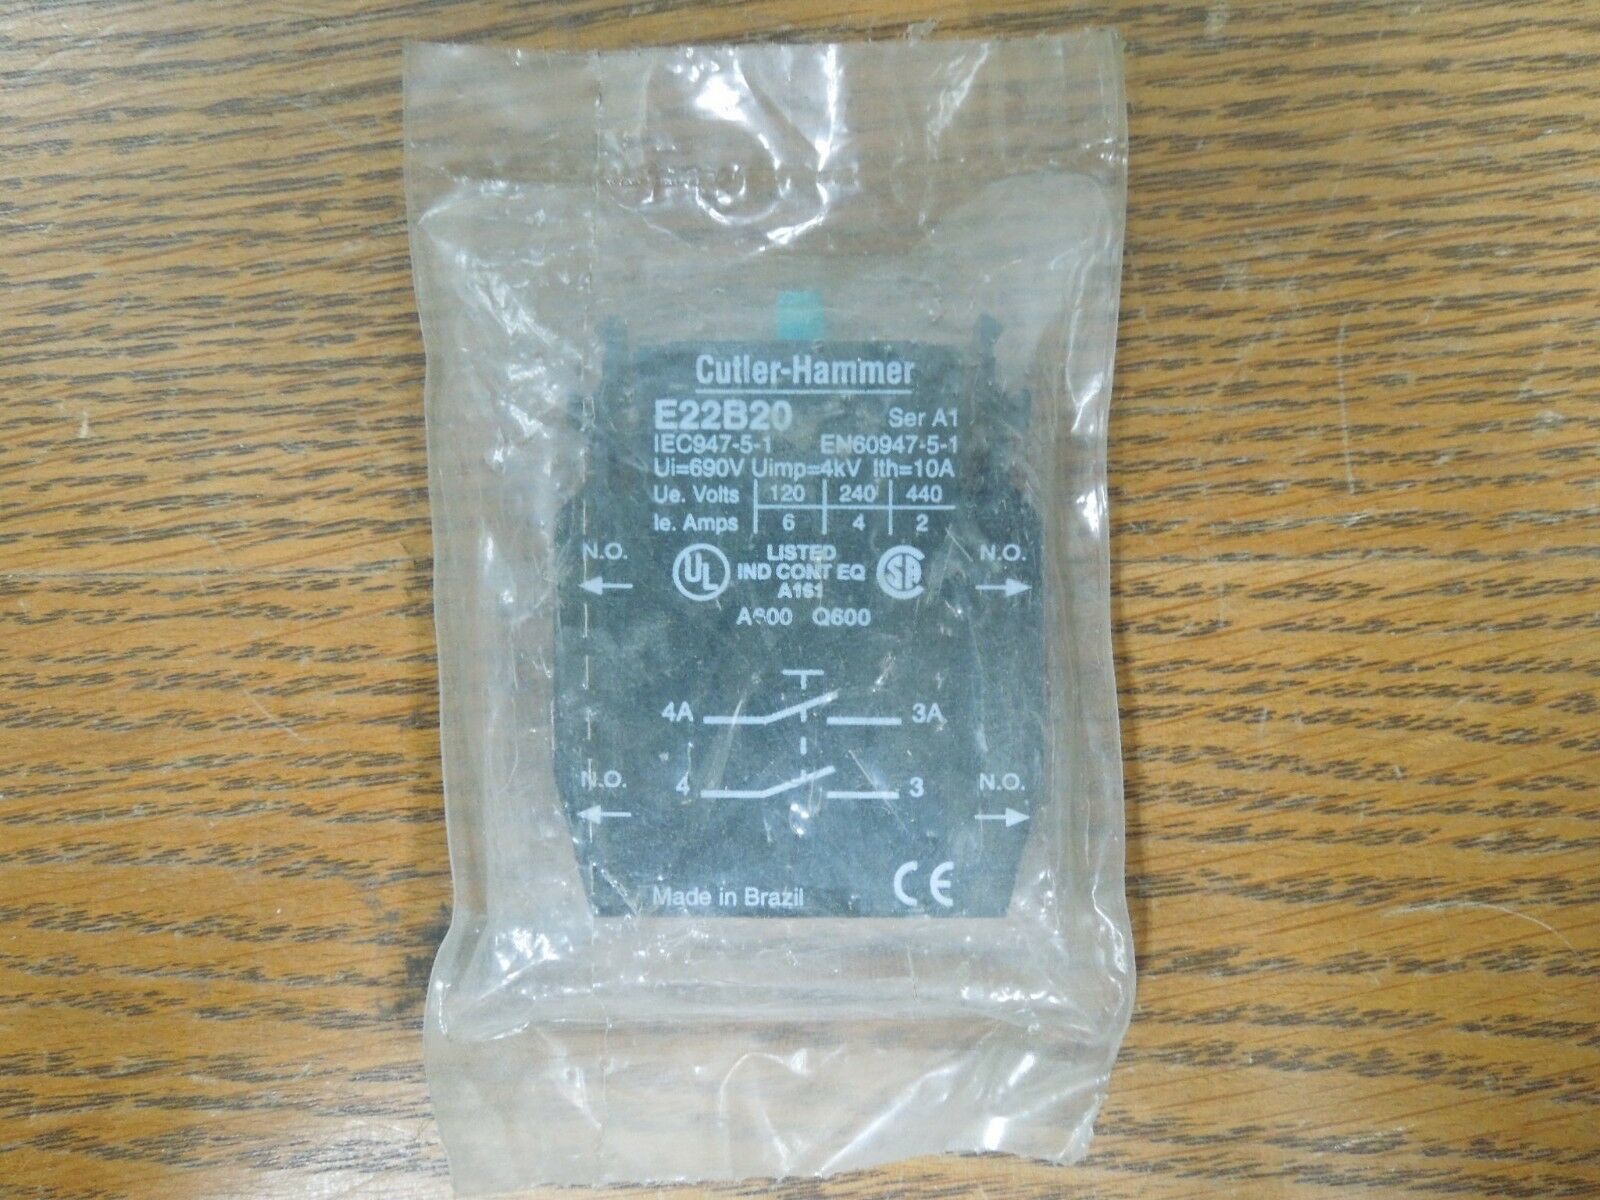 Cutler-Hammer
E22B20 Ser A1
IEC947-5-1 EN60947-5-1
Ui=690V Uimp=4kV Ith=10A
Ue. Volts 120 240 440
Ie. Amps 6 4 2
N.O. UL LISTED SA N.O.
IND CONT EQ
A161
A600 Q600
4A 3A
N.O. 4 3 N.O.
Made in Brazil CE